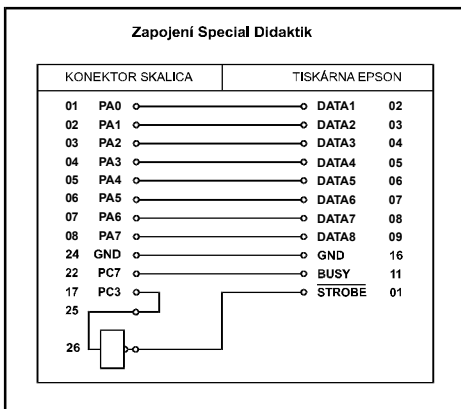 Zapojení Special Didaktik
KONEKTOR SKALICA TISKÁRNA EPSON
01 PA0 DATA1 02
02 PA1 DATA2 03
03 PA2 DATA3 04
04 PA3 DATA4 05
05 PA4 DATA5 06
06 PA5 DATA6 07
07 PA6 DATA7 08
08 PA7 DATA8 09
24 GND GND 16
22 PC7 BUSY 11
17 PC3 STROBE 01
25
26